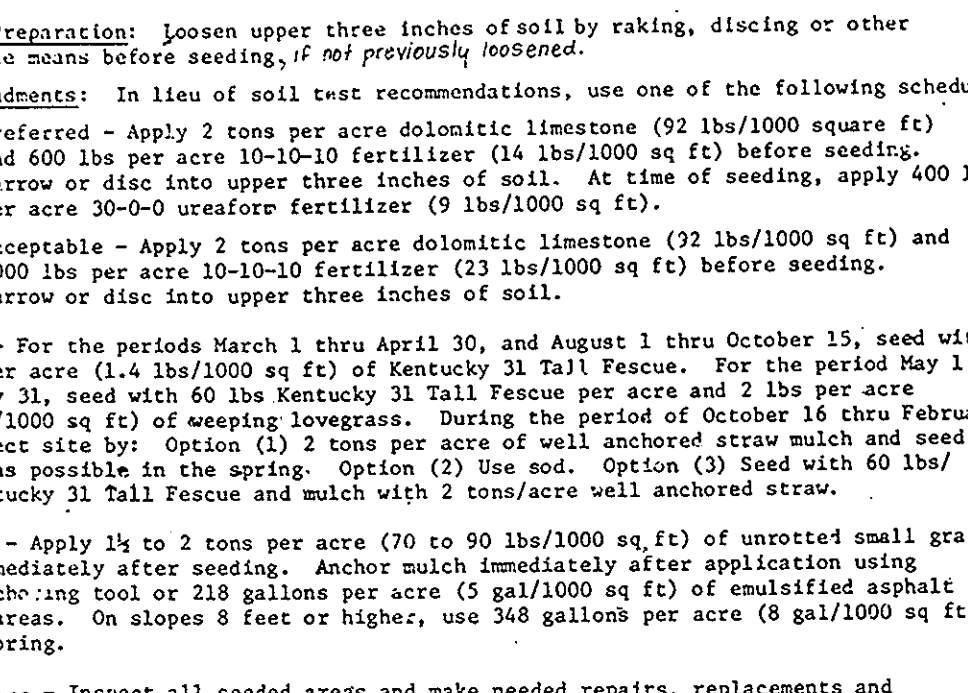 reparation: Loosen upper three inches of soil by raking, discing or other
e means before seeding, if not previously loosened.
dments: In lieu of soil test recommendations, use one of the following schedu
referred - Apply 2 tons per acre dolomitic limestone (92 lbs/1000 square ft)
nd 600 lbs per acre 10-10-10 fertilizer (14 lbs/1000 sq ft) before seeding.
arrow or disc into upper three inches of soil. At time of seeding, apply 400 l
er acre 30-0-0 ureaform fertilizer (9 lbs/1000 sq ft).
cceptable - Apply 2 tons per acre dolomitic limestone (92 lbs/1000 sq ft) and
000 lbs per acre 10-10-10 fertilizer (23 lbs/1000 sq ft) before seeding.
arrow or disc into upper three inches of soil.
- For the periods March 1 thru April 30, and August 1 thru October 15, seed wit
er acre (1.4 lbs/1000 sq ft) of Kentucky 31 Tall Fescue. For the period May 1
y 31, seed with 60 lbs Kentucky 31 Tall Fescue per acre and 2 lbs per acre
/1000 sq ft) of weeping lovegrass. During the period of October 16 thru Februa
ect site by: Option (1) 2 tons per acre of well anchored straw mulch and seed
as possible in the spring. Option (2) Use sod. Option (3) Seed with 60 lbs/
tucky 31 Tall Fescue and mulch with 2 tons/acre well anchored straw.
- Apply 1½ to 2 tons per acre (70 to 90 lbs/1000 sq ft) of unrotted small gra
mediately after seeding. Anchor mulch immediately after application using
choring tool or 218 gallons per acre (5 gal/1000 sq ft) of emulsified asphalt
areas. On slopes 8 feet or higher, use 348 gallons per acre (8 gal/1000 sq ft
oring.
- Inspect all seeded areas and make needed repairs, replacements and